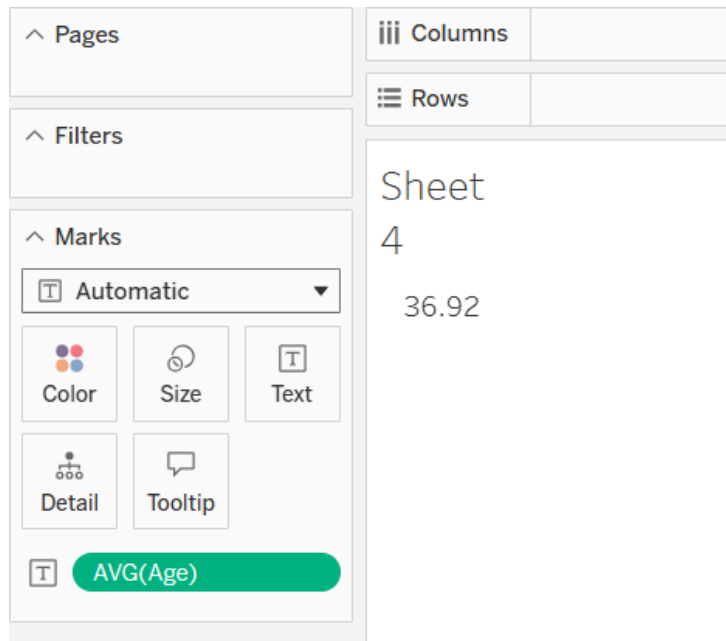 Pages
Filters
Marks
Automatic
Color
Size
Text
Detail
Tooltip
AVG(Age)
Columns
Rows
Sheet
4
36.92